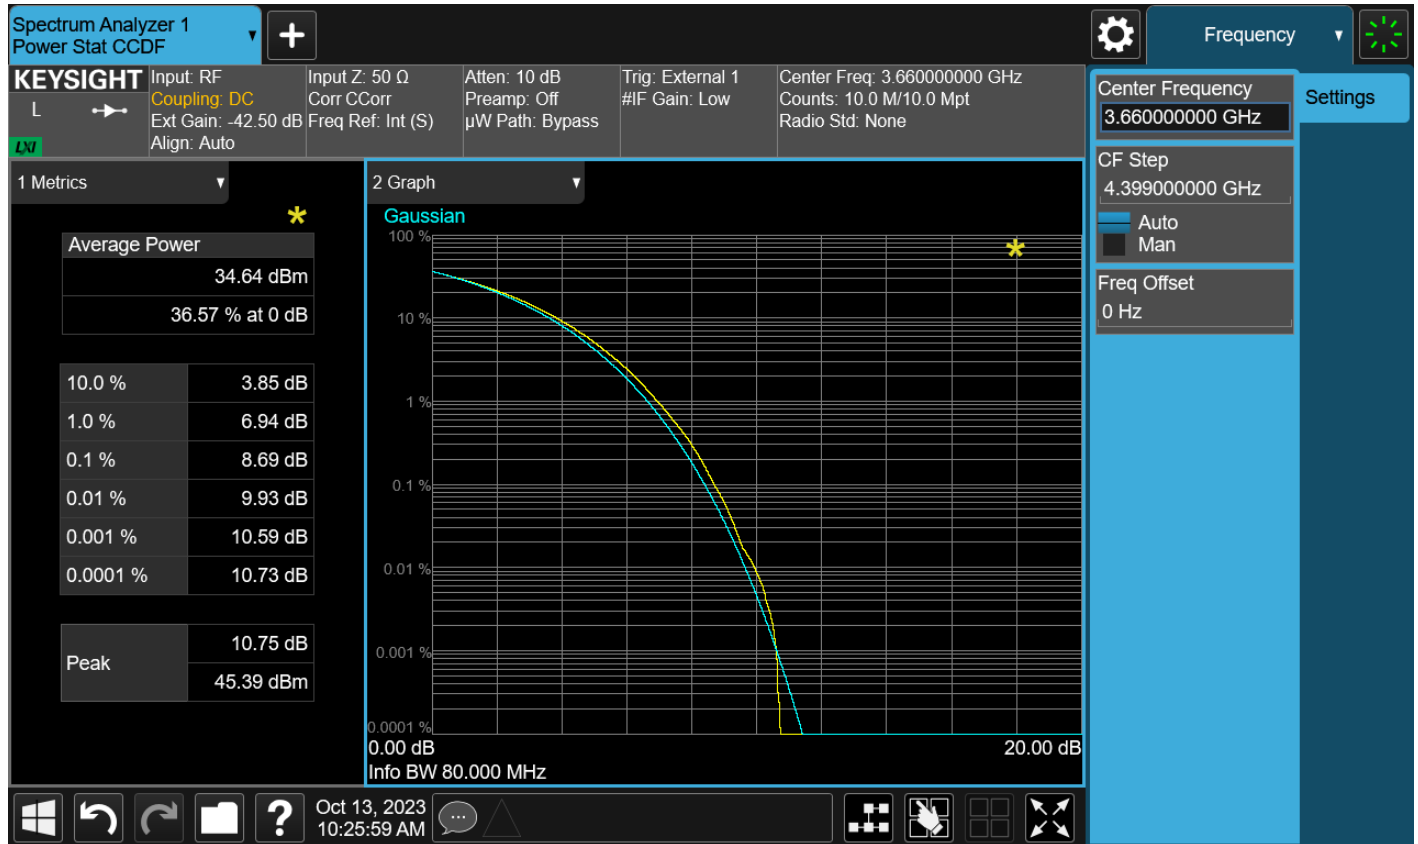 Spectrum Analyzer 1
Power Stat CCDF
Frequency
KEYSIGHT
L
LXI
Input: RF
Coupling: DC
Ext Gain: -42.50 dB
Align: Auto
Input Z: 50 Ω
Corr CCorr
Freq Ref: Int (S)
Atten: 10 dB
Preamp: Off
µW Path: Bypass
Trig: External 1
#IF Gain: Low
Center Freq: 3.660000000 GHz
Counts: 10.0 M/10.0 Mpt
Radio Std: None
Center Frequency
3.660000000 GHz
Settings
CF Step
4.399000000 GHz
Auto
Man
Freq Offset
0 Hz
1 Metrics
Average Power
34.64 dBm
36.57 % at 0 dB
10.0 % 3.85 dB
1.0 % 6.94 dB
0.1 % 8.69 dB
0.01 % 9.93 dB
0.001 % 10.59 dB
0.0001 % 10.73 dB
Peak
10.75 dB
45.39 dBm
2 Graph
Gaussian
100 %
10 %
1 %
0.1 %
0.01 %
0.001 %
0.0001 %
0.00 dB 20.00 dB
Info BW 80.000 MHz
?
Oct 13, 2023
10:25:59 AM